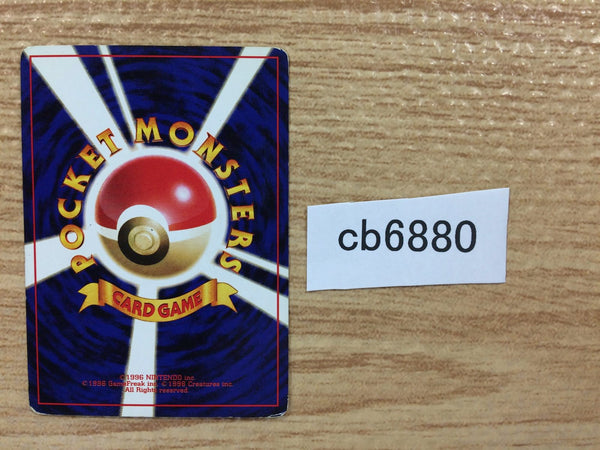 POCKET MONSTERS
CARD GAME
©1996 NINTENDO inc.
©1996 GameFreak inc. ©1996 Creatures inc.
All Rights reserved.
cb6880